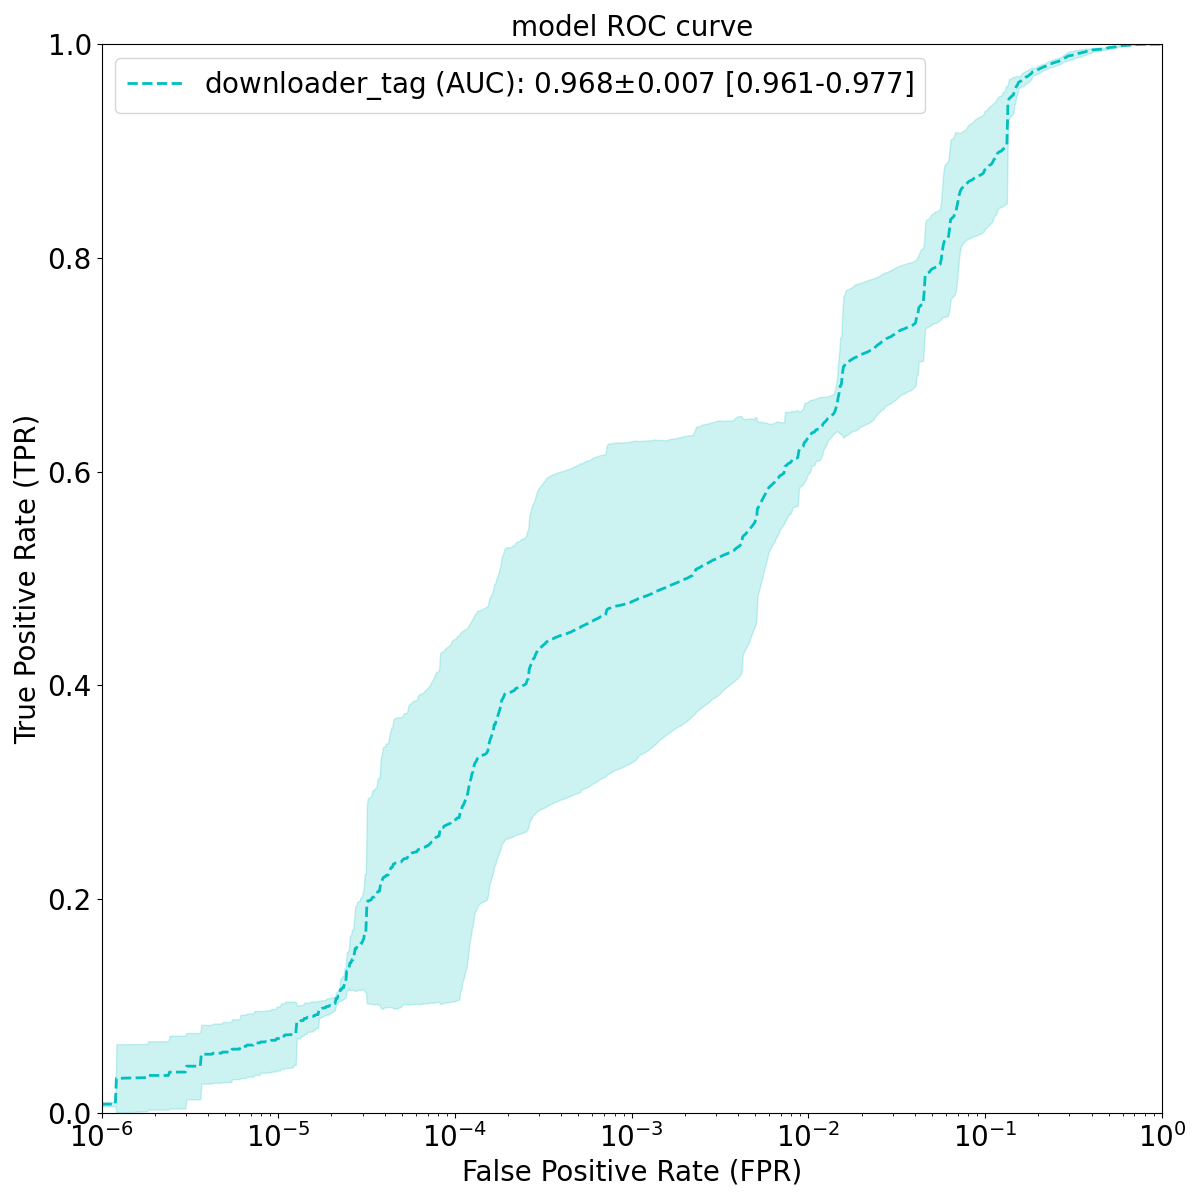 model ROC curve
downloader_tag (AUC): 0.968±0.007 [0.961-0.977]
True Positive Rate (TPR)
1.0
0.8
0.6
0.4
0.2
0.0
10⁻⁶ 10⁻⁵ 10⁻⁴ 10⁻³ 10⁻² 10⁻¹ 10⁰
False Positive Rate (FPR)